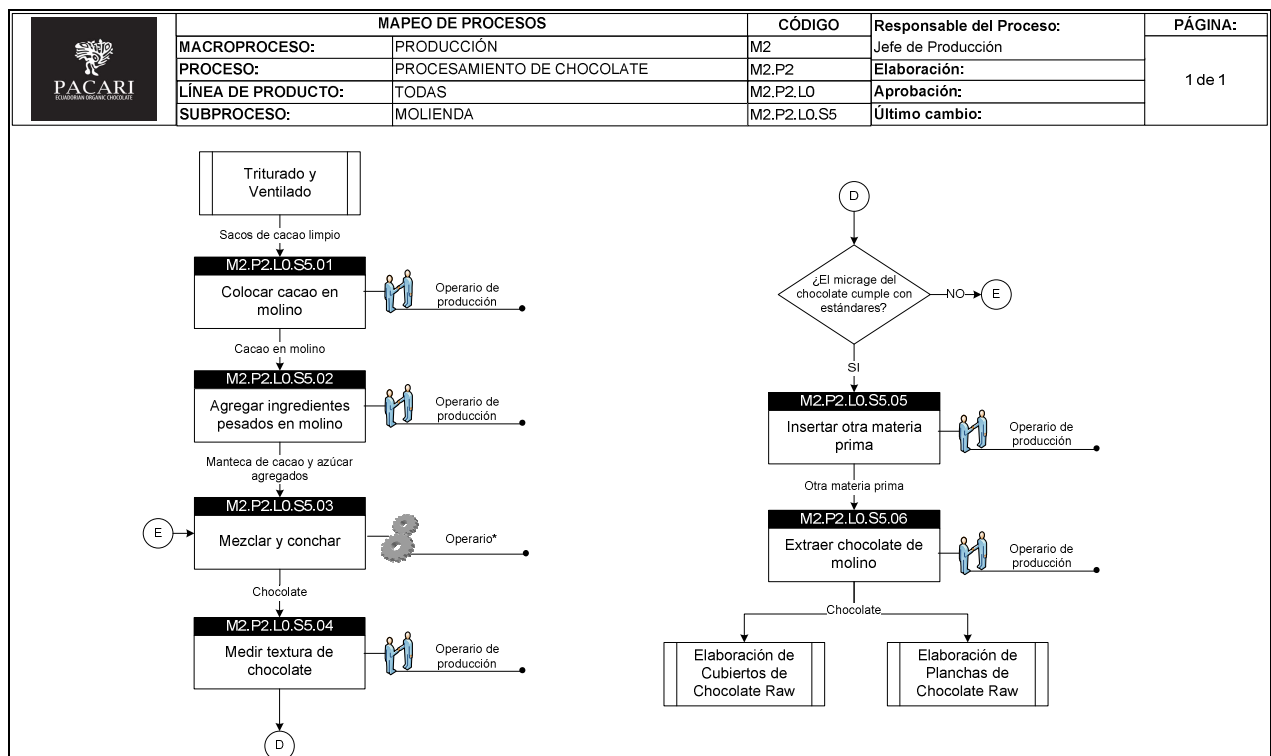 PACARI
ECUADORIAN ORGANIC CHOCOLATE
MAPEO DE PROCESOS
CÓDIGO
Responsable del Proceso:
PÁGINA:
MACROPROCESO:
PRODUCCIÓN
M2
Jefe de Producción
PROCESO:
PROCESAMIENTO DE CHOCOLATE
M2.P2
Elaboración:
1 de 1
LÍNEA DE PRODUCTO:
TODAS
M2.P2.L0
Aprobación:
SUBPROCESO:
MOLIENDA
M2.P2.L0.S5
Último cambio:
Triturado y
Ventilado
Sacos de cacao limpio
M2.P2.L0.S5.01
Colocar cacao en
molino
Operario de
producción
Cacao en molino
M2.P2.L0.S5.02
Agregar ingredientes
pesados en molino
Operario de
producción
Manteca de cacao y azúcar
agregados
E
M2.P2.L0.S5.03
Mezclar y conchar
Operario*
Chocolate
M2.P2.L0.S5.04
Medir textura de
chocolate
Operario de
producción
D
D
¿El micrage del
chocolate cumple con
estándares?
NO
E
SI
M2.P2.L0.S5.05
Insertar otra materia
prima
Operario de
producción
Otra materia prima
M2.P2.L0.S5.06
Extraer chocolate de
molino
Operario de
producción
Chocolate
Elaboración de
Cubiertos de
Chocolate Raw
Elaboración de
Planchas de
Chocolate Raw